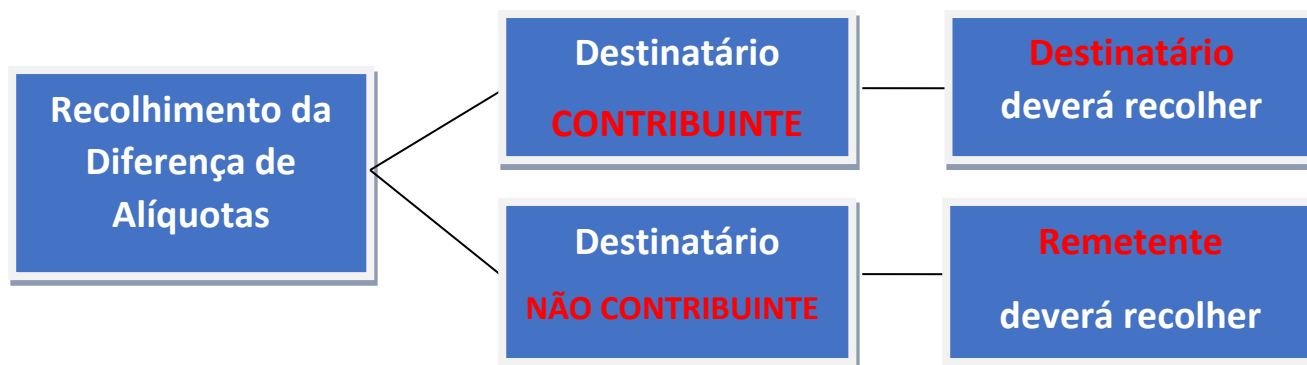 Recolhimento da
Diferença de
Alíquotas
Destinatário
CONTRIBUINTE
Destinatário
deverá recolher
Destinatário
NÃO CONTRIBUINTE
Remetente
deverá recolher